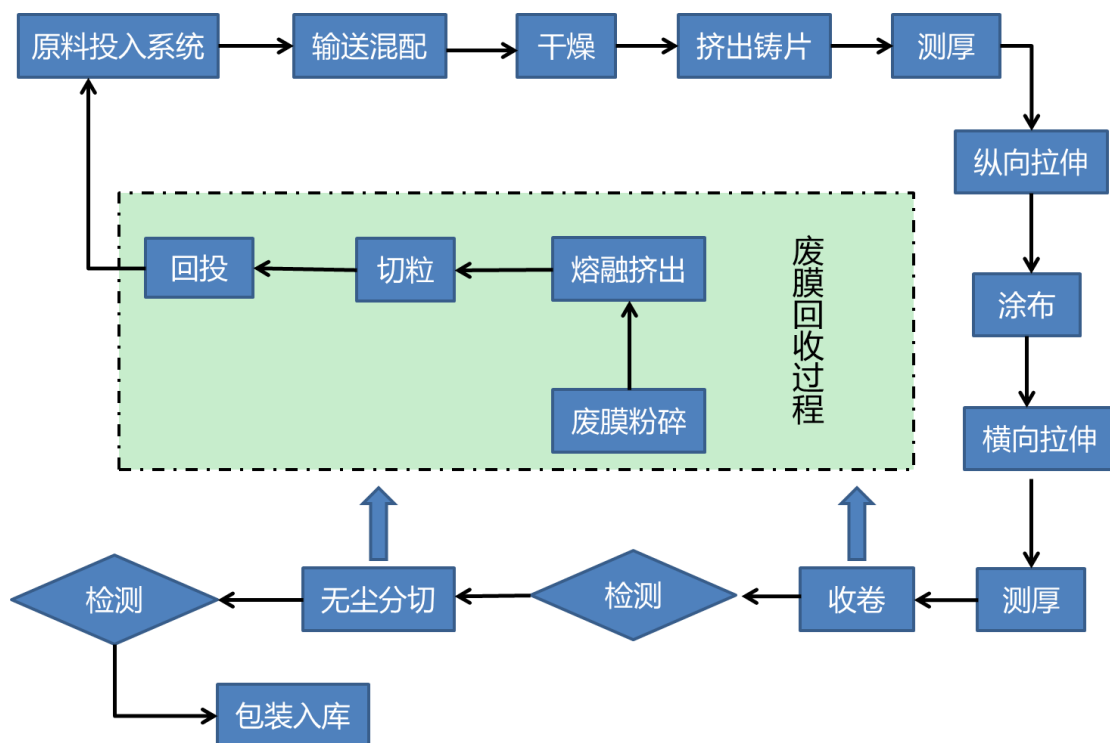 原料投入系统
输送混配
干燥
挤出铸片
测厚
纵向拉伸
涂布
横向拉伸
测厚
收卷
检测
无尘分切
检测
包装入库
废膜回收过程
废膜粉碎
熔融挤出
切粒
回投